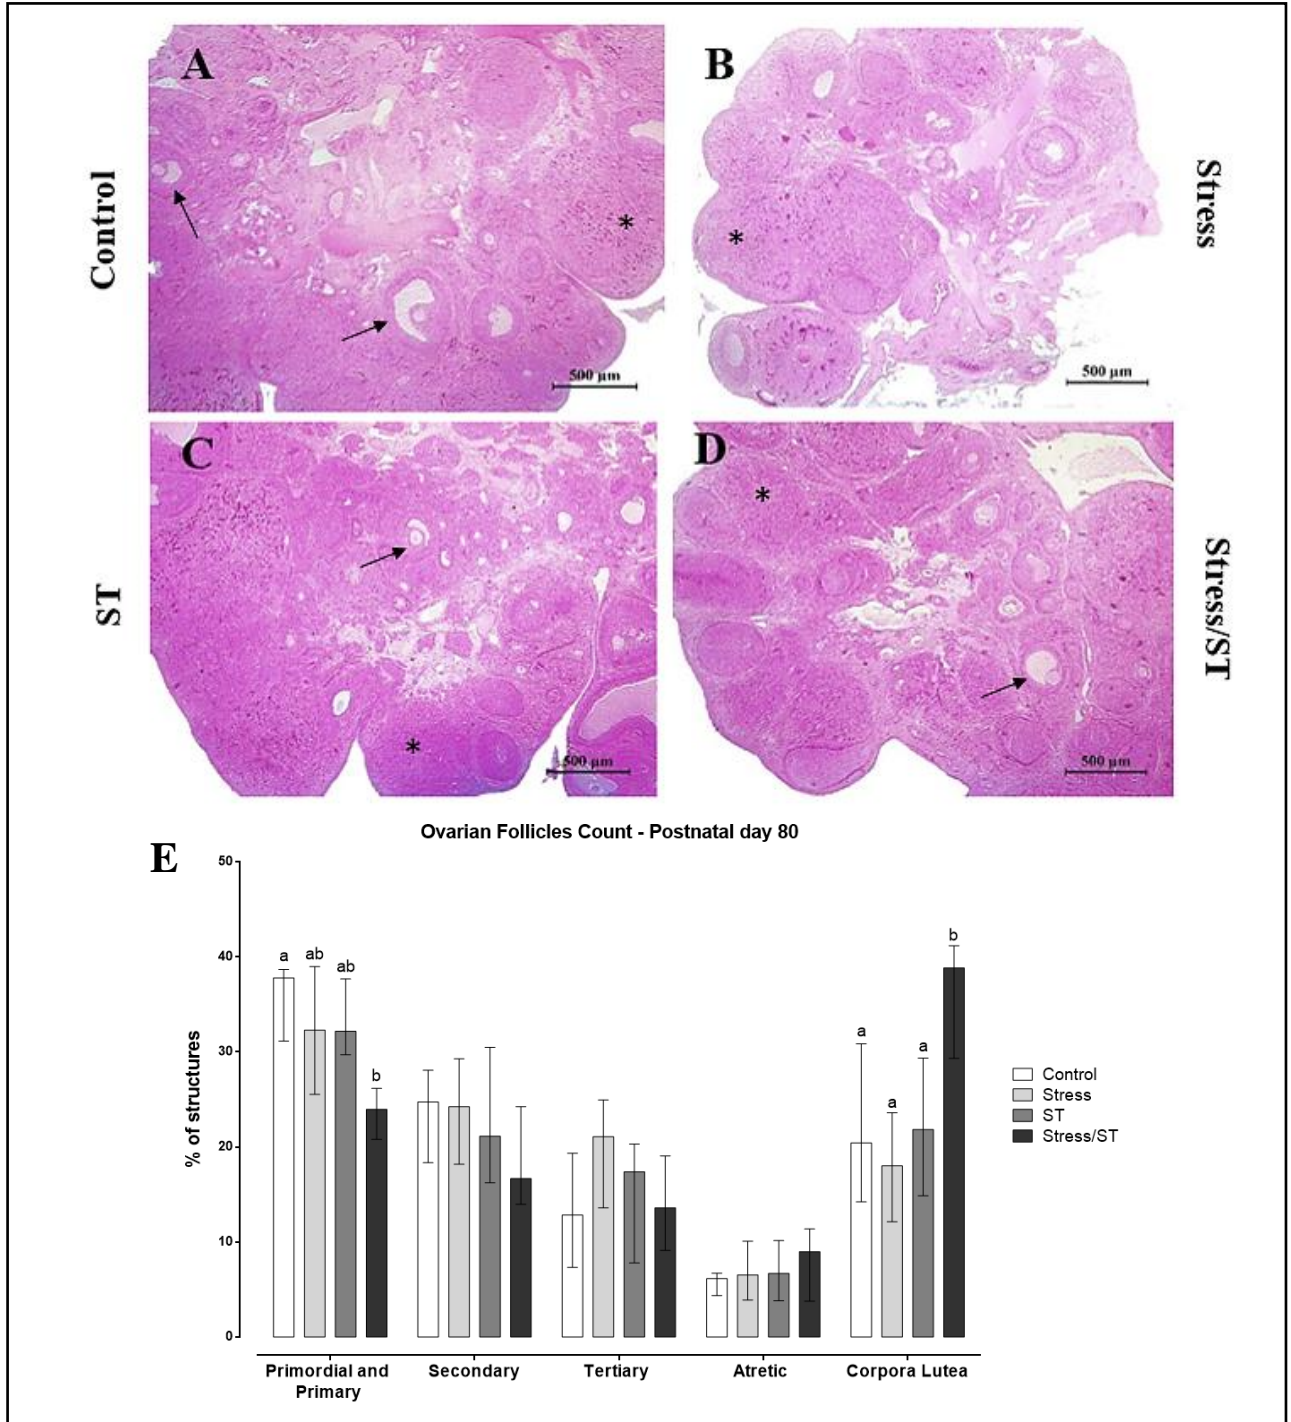 A
B
Control
Stress
*
*
500 µm
500 µm
C
D
ST
Stress/ST
*
*
500 µm
500 µm
Ovarian Follicles Count - Postnatal day 80
E
% of structures
50
40
30
20
10
0
a ab ab b
a a a b
Control
Stress
ST
Stress/ST
Primordial and Primary
Secondary
Tertiary
Atretic
Corpora Lutea